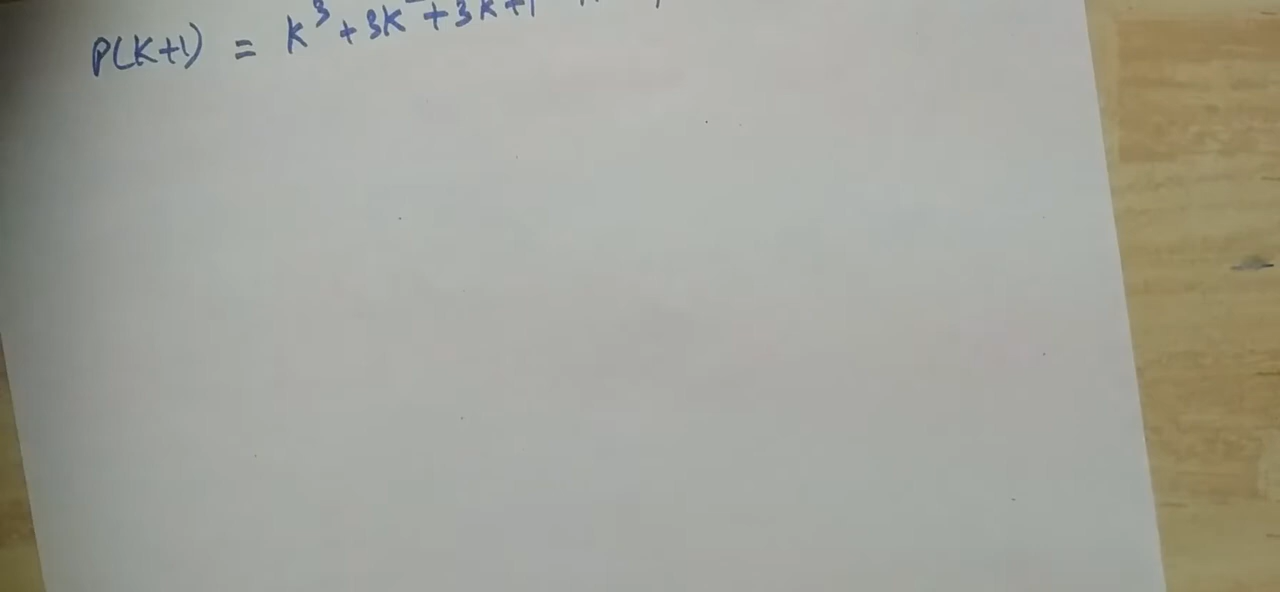 P(K+1) = K³ + 3K² + 3K + 1